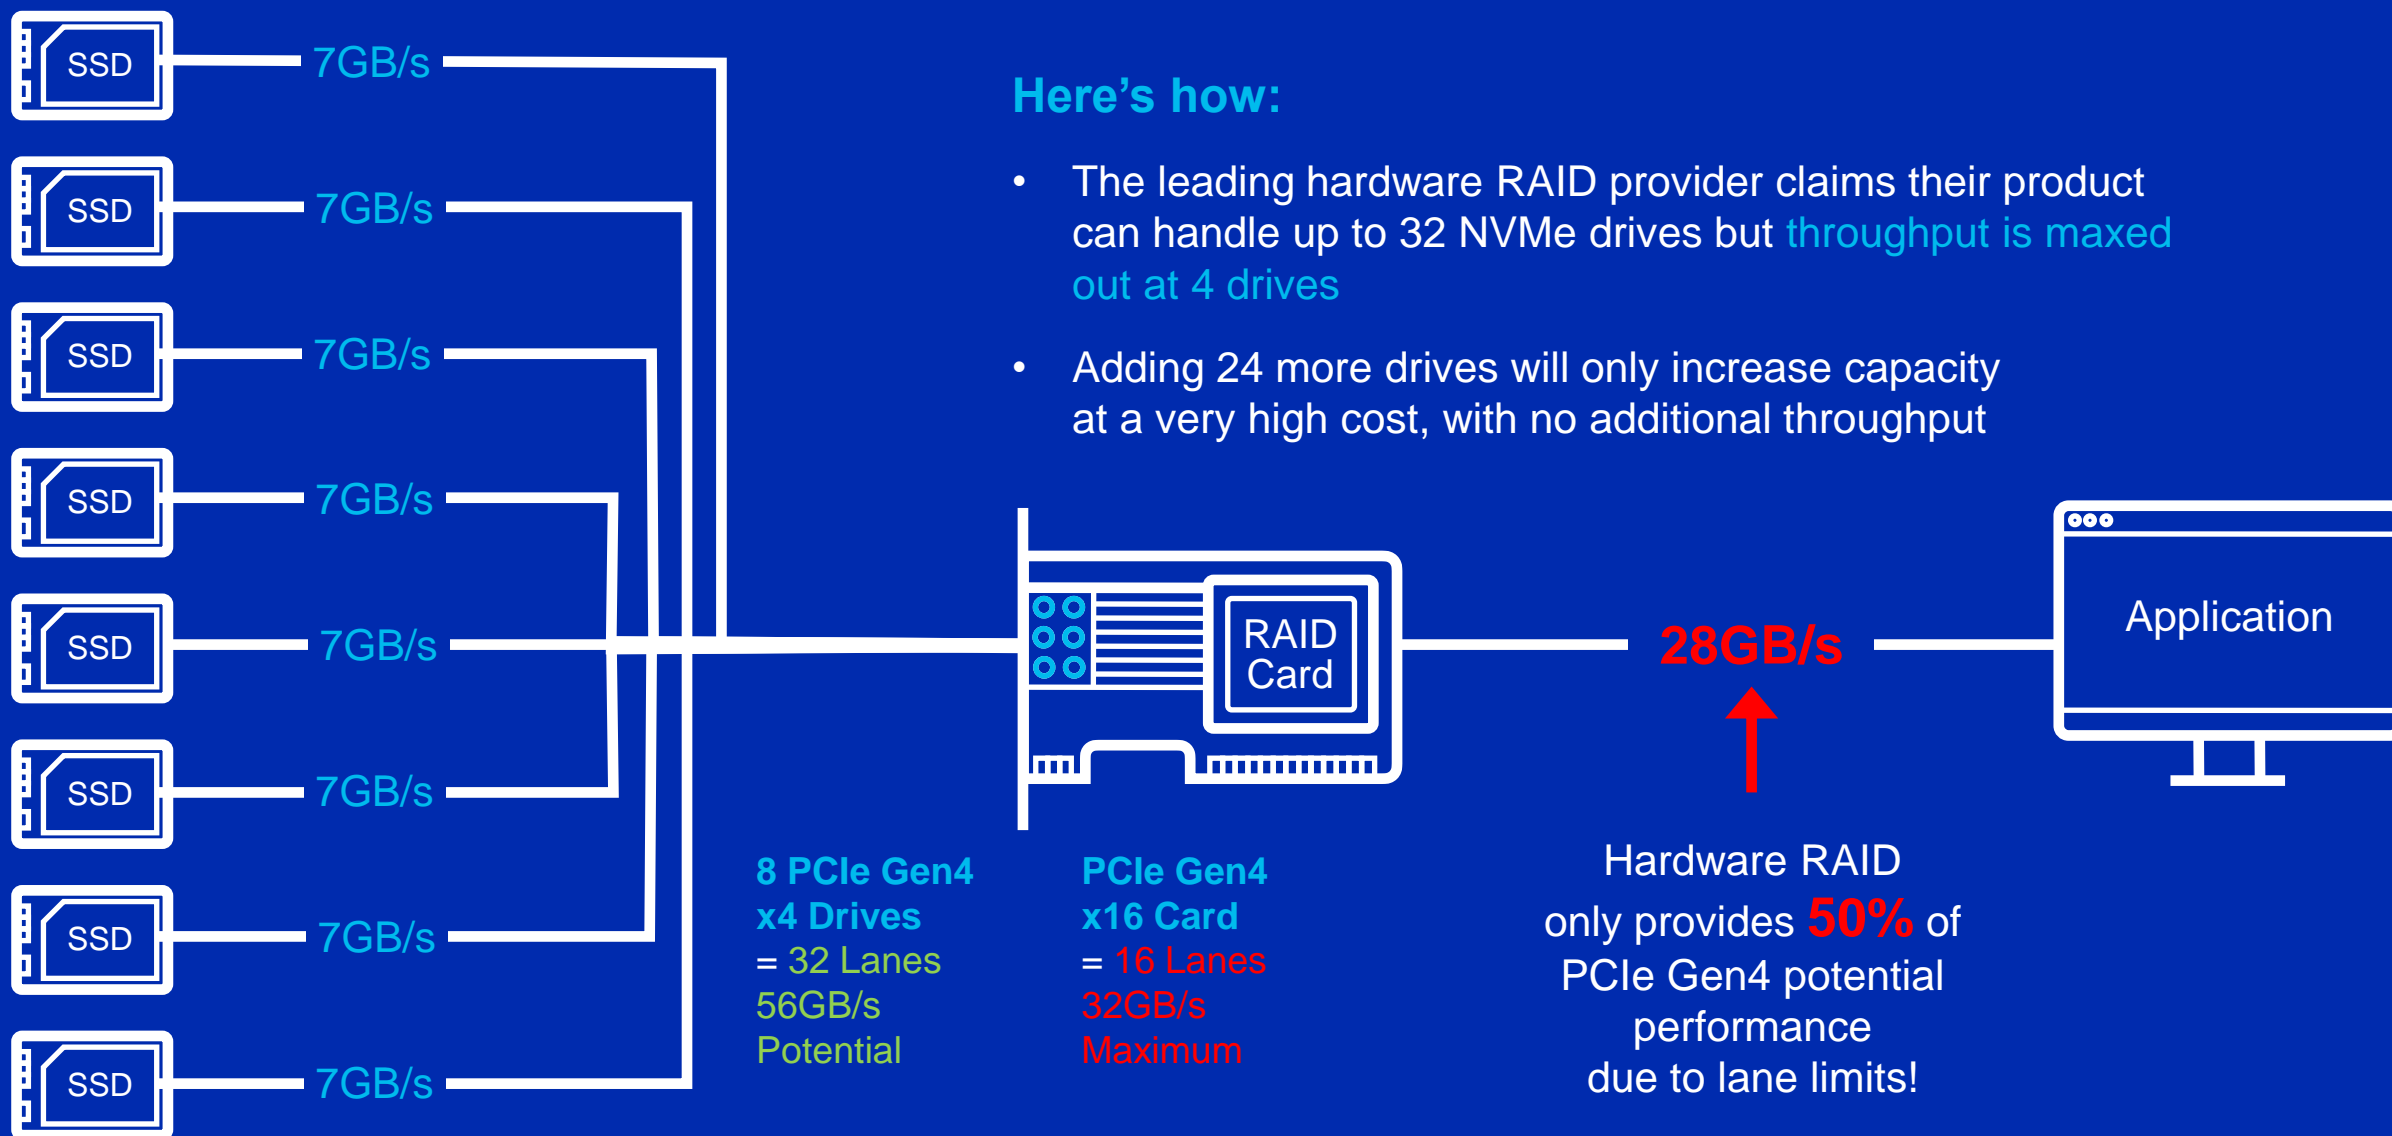 SSD
7GB/s
SSD
7GB/s
SSD
7GB/s
SSD
7GB/s
SSD
7GB/s
SSD
7GB/s
SSD
7GB/s
SSD
7GB/s
Here’s how:
• The leading hardware RAID provider claims their product
can handle up to 32 NVMe drives but throughput is maxed
out at 4 drives
• Adding 24 more drives will only increase capacity
at a very high cost, with no additional throughput
RAID
Card
28GB/s
Application
8 PCIe Gen4
x4 Drives
= 32 Lanes
56GB/s
Potential
PCIe Gen4
x16 Card
= 16 Lanes
32GB/s
Maximum
Hardware RAID
only provides 50% of
PCIe Gen4 potential
performance
due to lane limits!